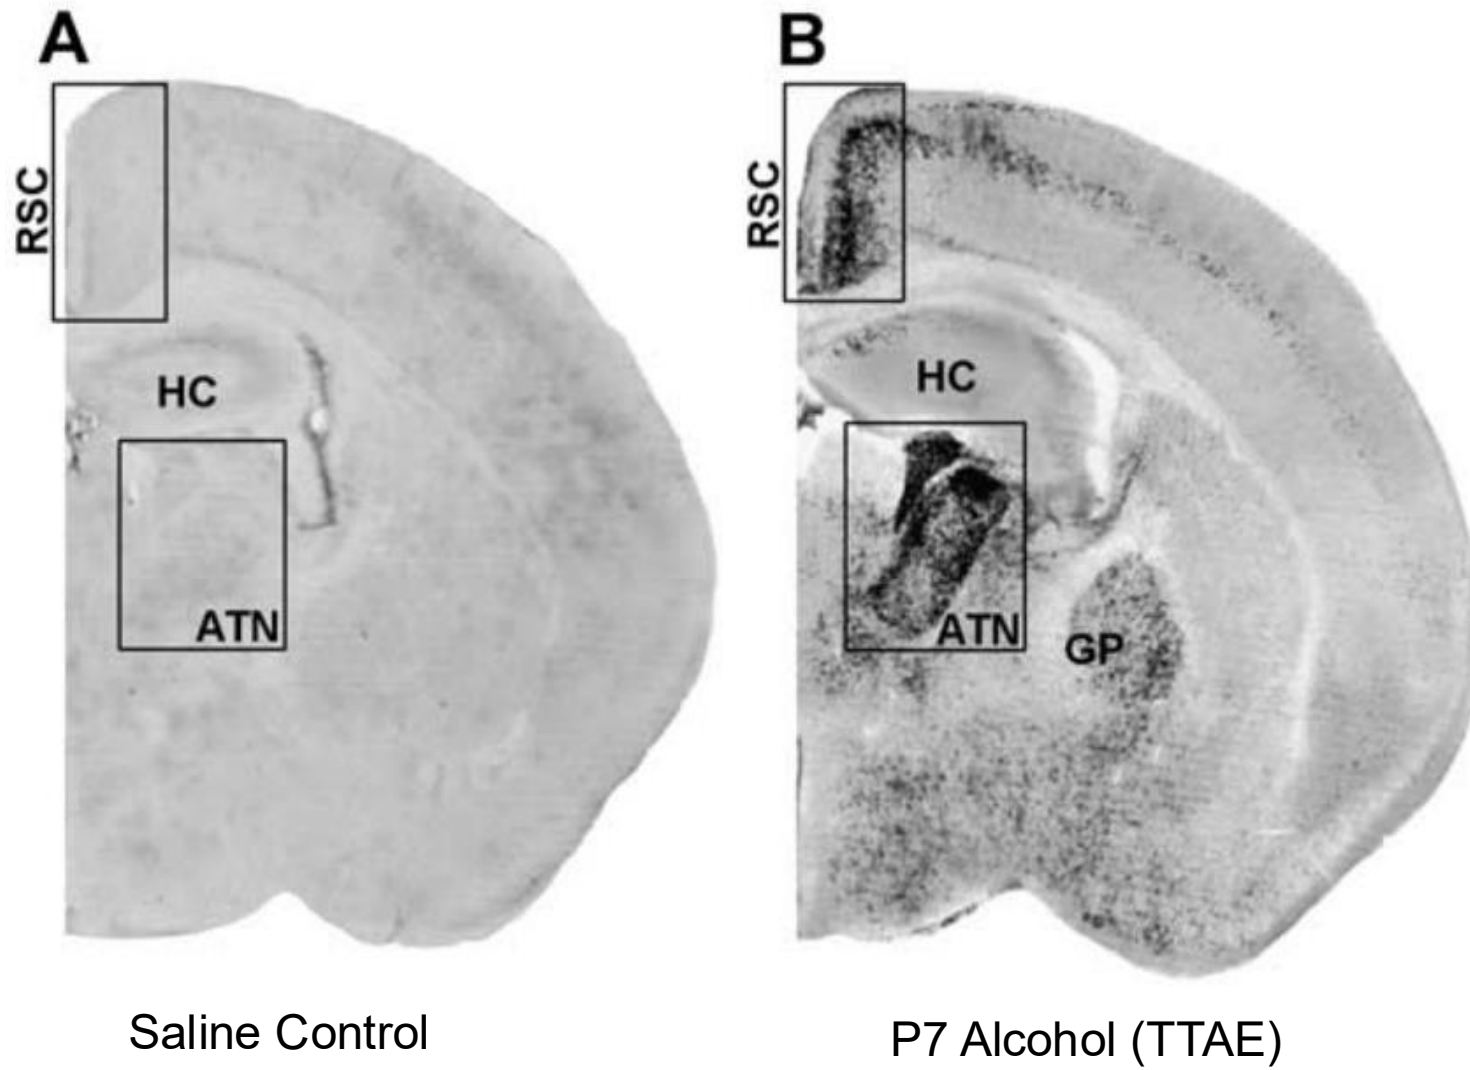 A
B
RSC
RSC
HC
HC
ATN
ATN
GP
Saline Control
P7 Alcohol (TTAE)